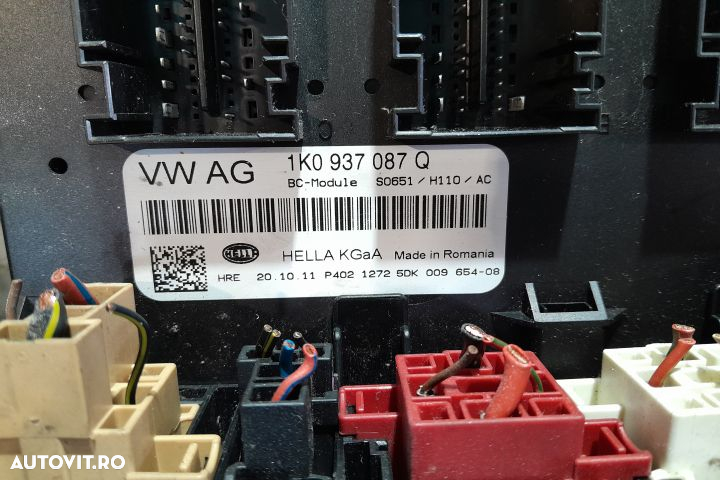 VW AG 1K0 937 087 Q
BC-Module S0651 / H110 / AC
HELLA HELLA KGaA Made in Romania
HRE 20.10.11 P402 1272 5DK 009 654-08
AUTOVIT.RO